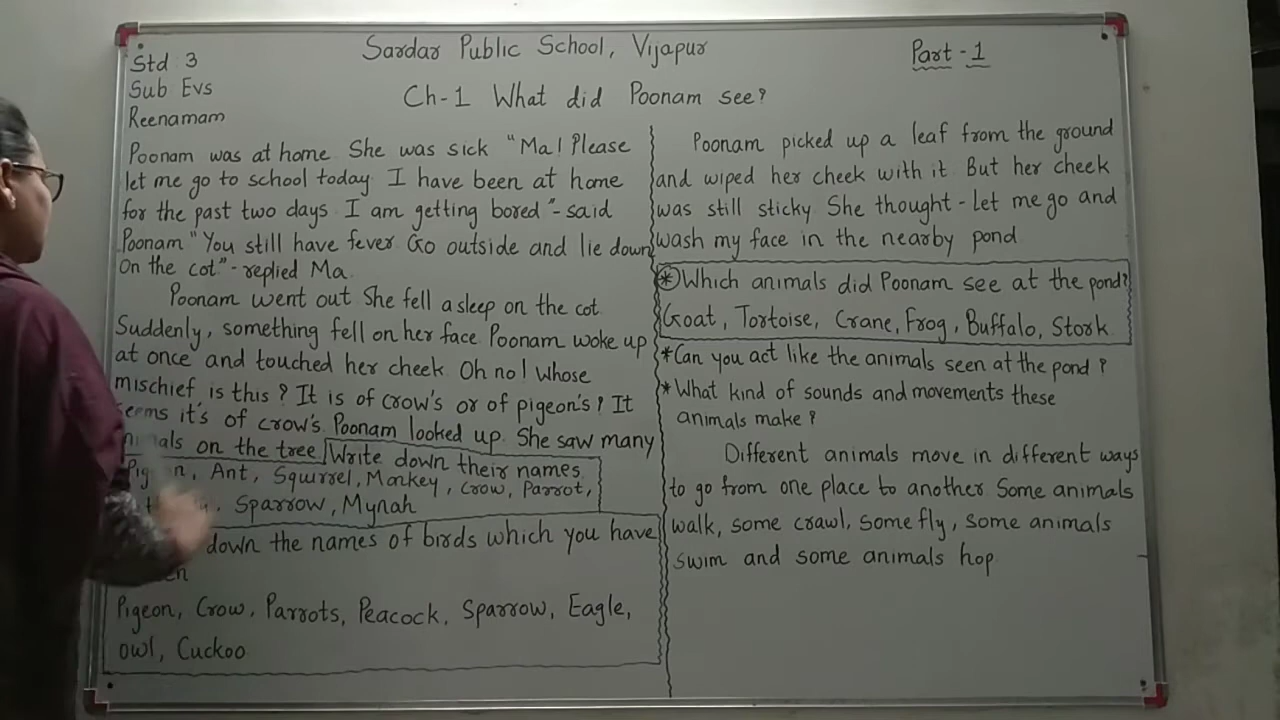 Std 3
Sub Evs
Reenamam
Sardar Public School, Vijapur
Part - 1
Ch-1 What did Poonam see?
Poonam was at home. She was sick "Ma! Please
let me go to school today. I have been at home
for the past two days. I am getting bored"- said
Poonam "You still have fever Go outside and lie down
on the cot"- replied Ma.
Poonam went out She fell asleep on the cot
Suddenly, something fell on her face Poonam woke up
at once and touched her cheek. Oh no! Whose
mischief, is this? It is of crow's or of pigeon's? It
seems it's of crow's. Poonam looked up. She saw many
on the tree Write down their names
Ant, Squirrel, Monkey, Crow, Parrot,
Sparrow, Mynah
down the names of birds which you have
Pigeon, Crow, Parrots, Peacock, Sparrow, Eagle,
Owl, Cuckoo
Poonam picked up a leaf from the ground
and wiped her cheek with it. But her cheek
was still sticky She thought - Let me go and
wash my face in the nearby pond
* Which animals did Poonam see at the pond?
Goat, Tortoise, Crane, Frog, Buffalo, Stork
* Can you act like the animals seen at the pond?
* What kind of sounds and movements these
animals make?
Different animals move in different ways
to go from one place to another Some animals
walk, some crawl, some fly, some animals
swim and some animals hop.